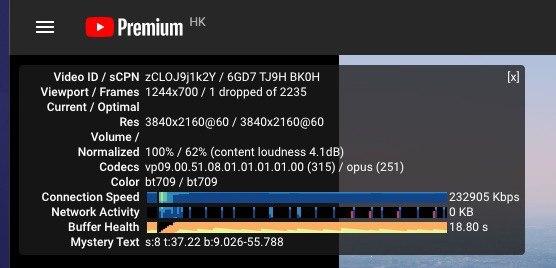 Premium HK
Video ID / sCPN zCLOJ9j1k2Y / 6GD7 TJ9H BK0H [x]
Viewport / Frames 1244x700 / 1 dropped of 2235
Current / Optimal
Res 3840x2160@60 / 3840x2160@60
Volume /
Normalized 100% / 62% (content loudness 4.1dB)
Codecs vp09.00.51.08.01.01.01.01.00 (315) / opus (251)
Color bt709 / bt709
Connection Speed 232905 Kbps
Network Activity 0 KB
Buffer Health 18.80 s
Mystery Text s:8 t:37.22 b:9.026-55.788